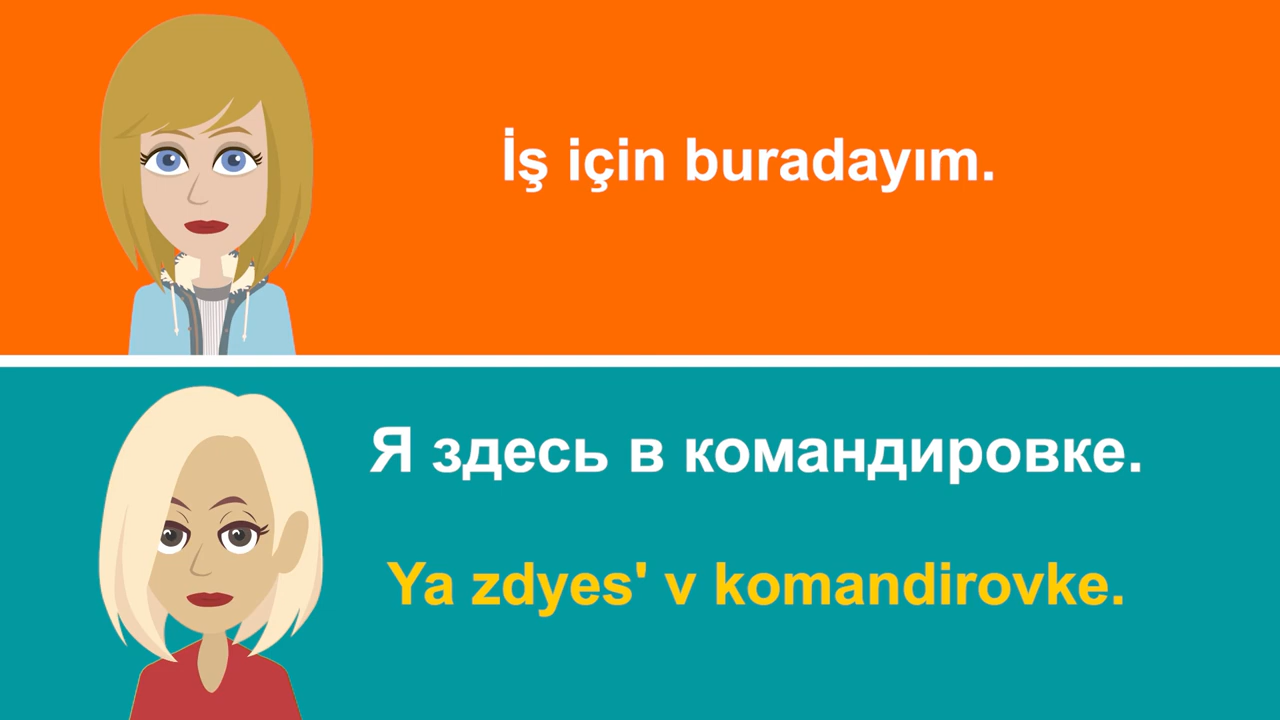 İş için buradayım.
Я здесь в командировке.
Ya zdyes' v komandirovke.